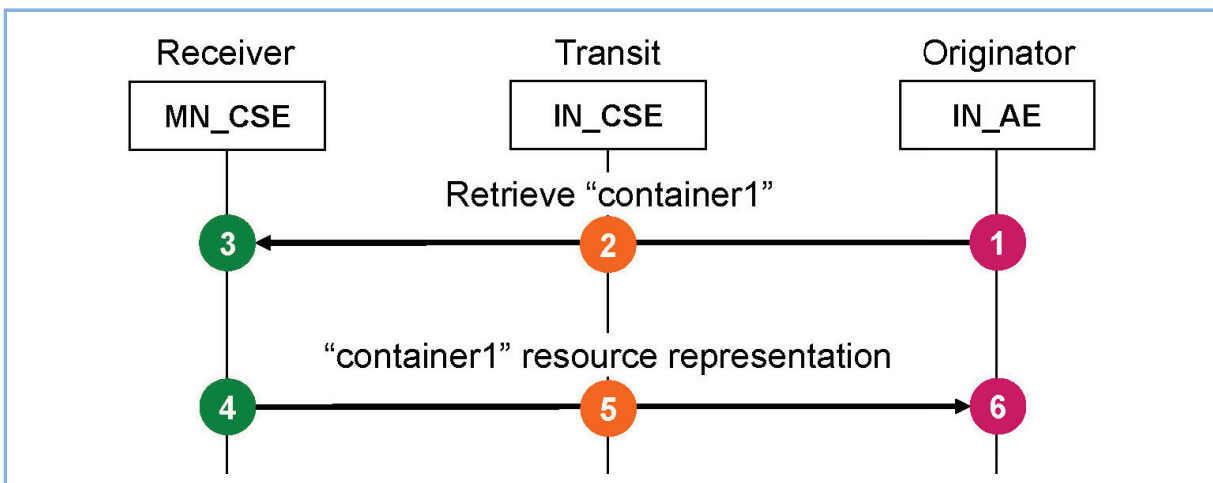 Receiver Transit Originator
MN_CSE IN_CSE IN_AE
Retrieve “container1”
3 2 1
“container1” resource representation
4 5 6